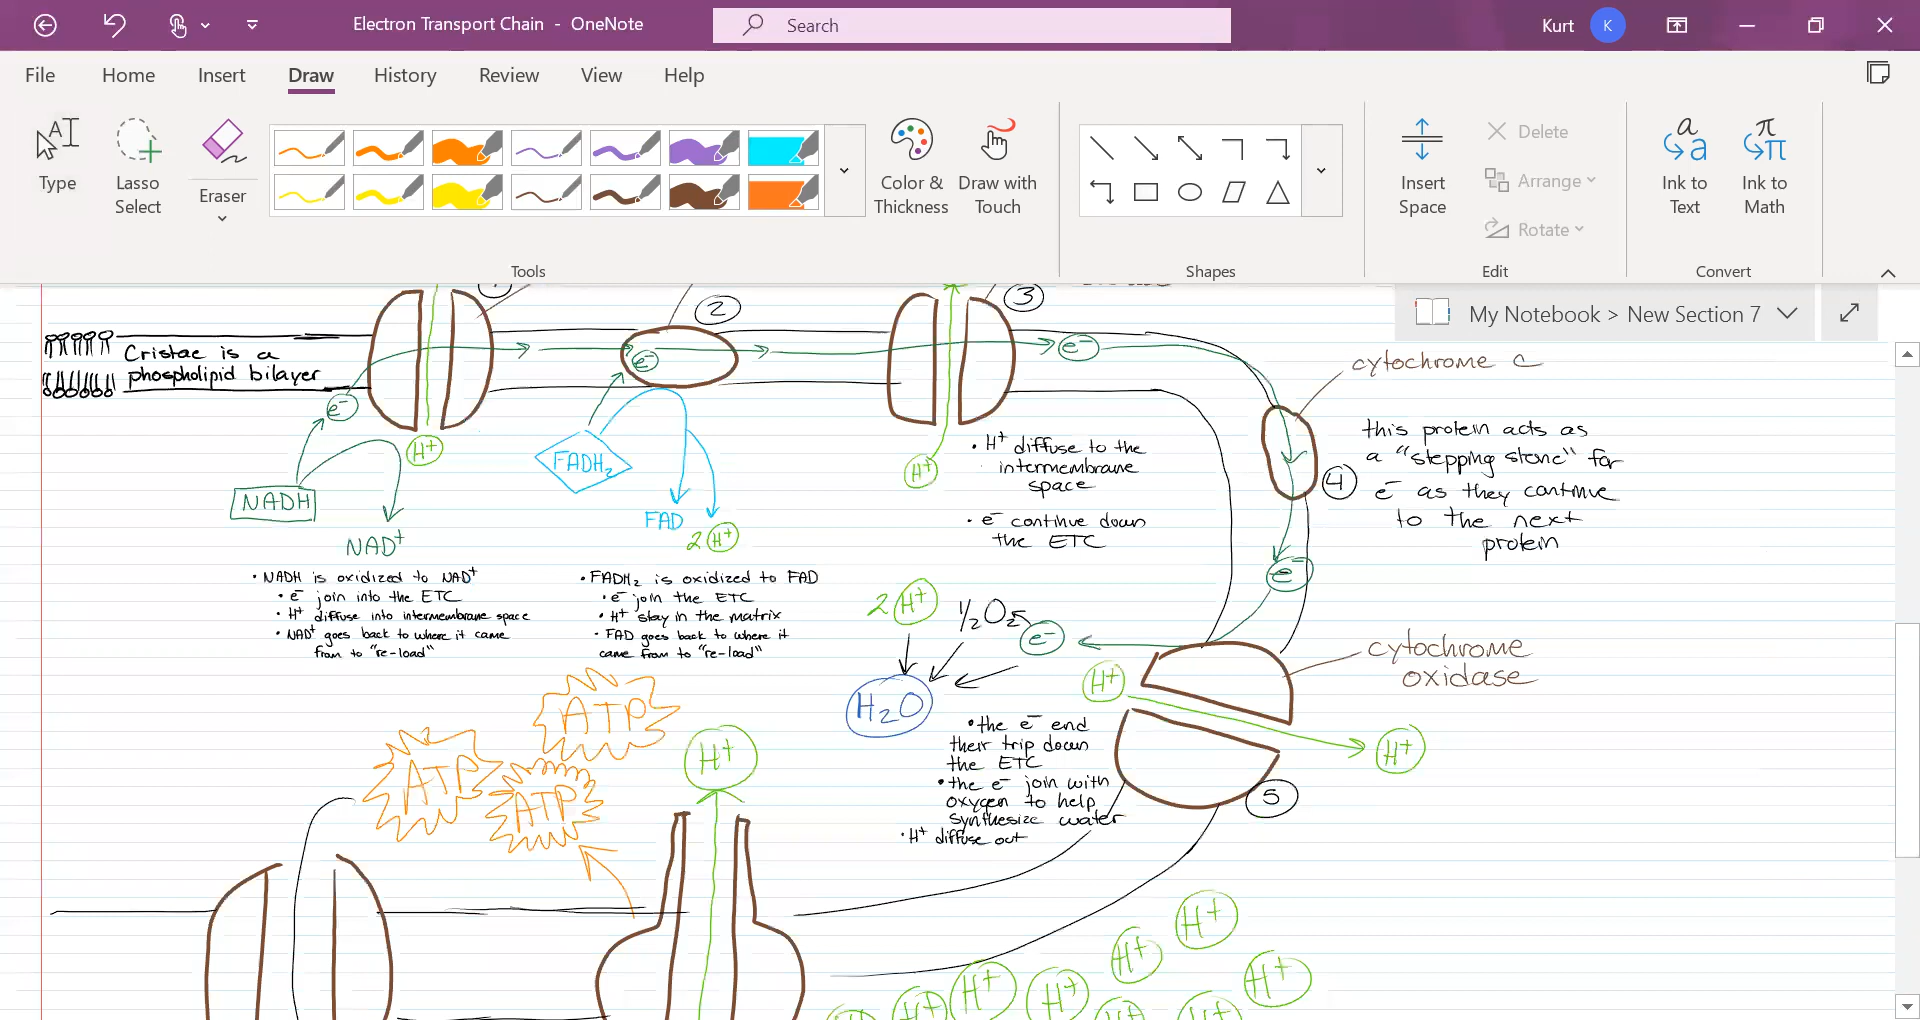 Electron Transport Chain - OneNote
Search
Kurt
K
File
Home
Insert
Draw
History
Review
View
Help
Type
Lasso
Select
Eraser
Color &
Thickness
Draw with
Touch
Tools
Shapes
Insert
Space
Delete
Arrange
Rotate
Edit
Ink to
Text
Ink to
Math
Convert
My Notebook > New Section 7
2
3
Cristae is a
phospholipid bilayer
e⁻
e⁻
e⁻
cytochrome c
H⁺
FADH₂
H⁺
• H⁺ diffuse to the
intermembrane
space
• e⁻ continue down
the ETC
this protein acts as
a "stepping stone" for
e⁻ as they continue
to the next
protein
4
NADH
NAD⁺
FAD
2 H⁺
e⁻
• NADH is oxidized to NAD⁺
• e⁻ join into the ETC
• H⁺ diffuse into intermembrane space
• NAD⁺ goes back to where it came
from to "re-load"
• FADH₂ is oxidized to FAD
• e⁻ join the ETC
• H⁺ stay in the matrix
• FAD goes back to where it
came from to "re-load"
2 H⁺
½O₂
e⁻
cytochrome
oxidase
H⁺
H₂O
H⁺
ATP
ATP
ATP
H⁺
• the e⁻ end
their trip down
the ETC
• the e⁻ join with
oxygen to help
synthesize water
• H⁺ diffuse out
5
H⁺
H⁺
H⁺
H⁺
H⁺
H⁺